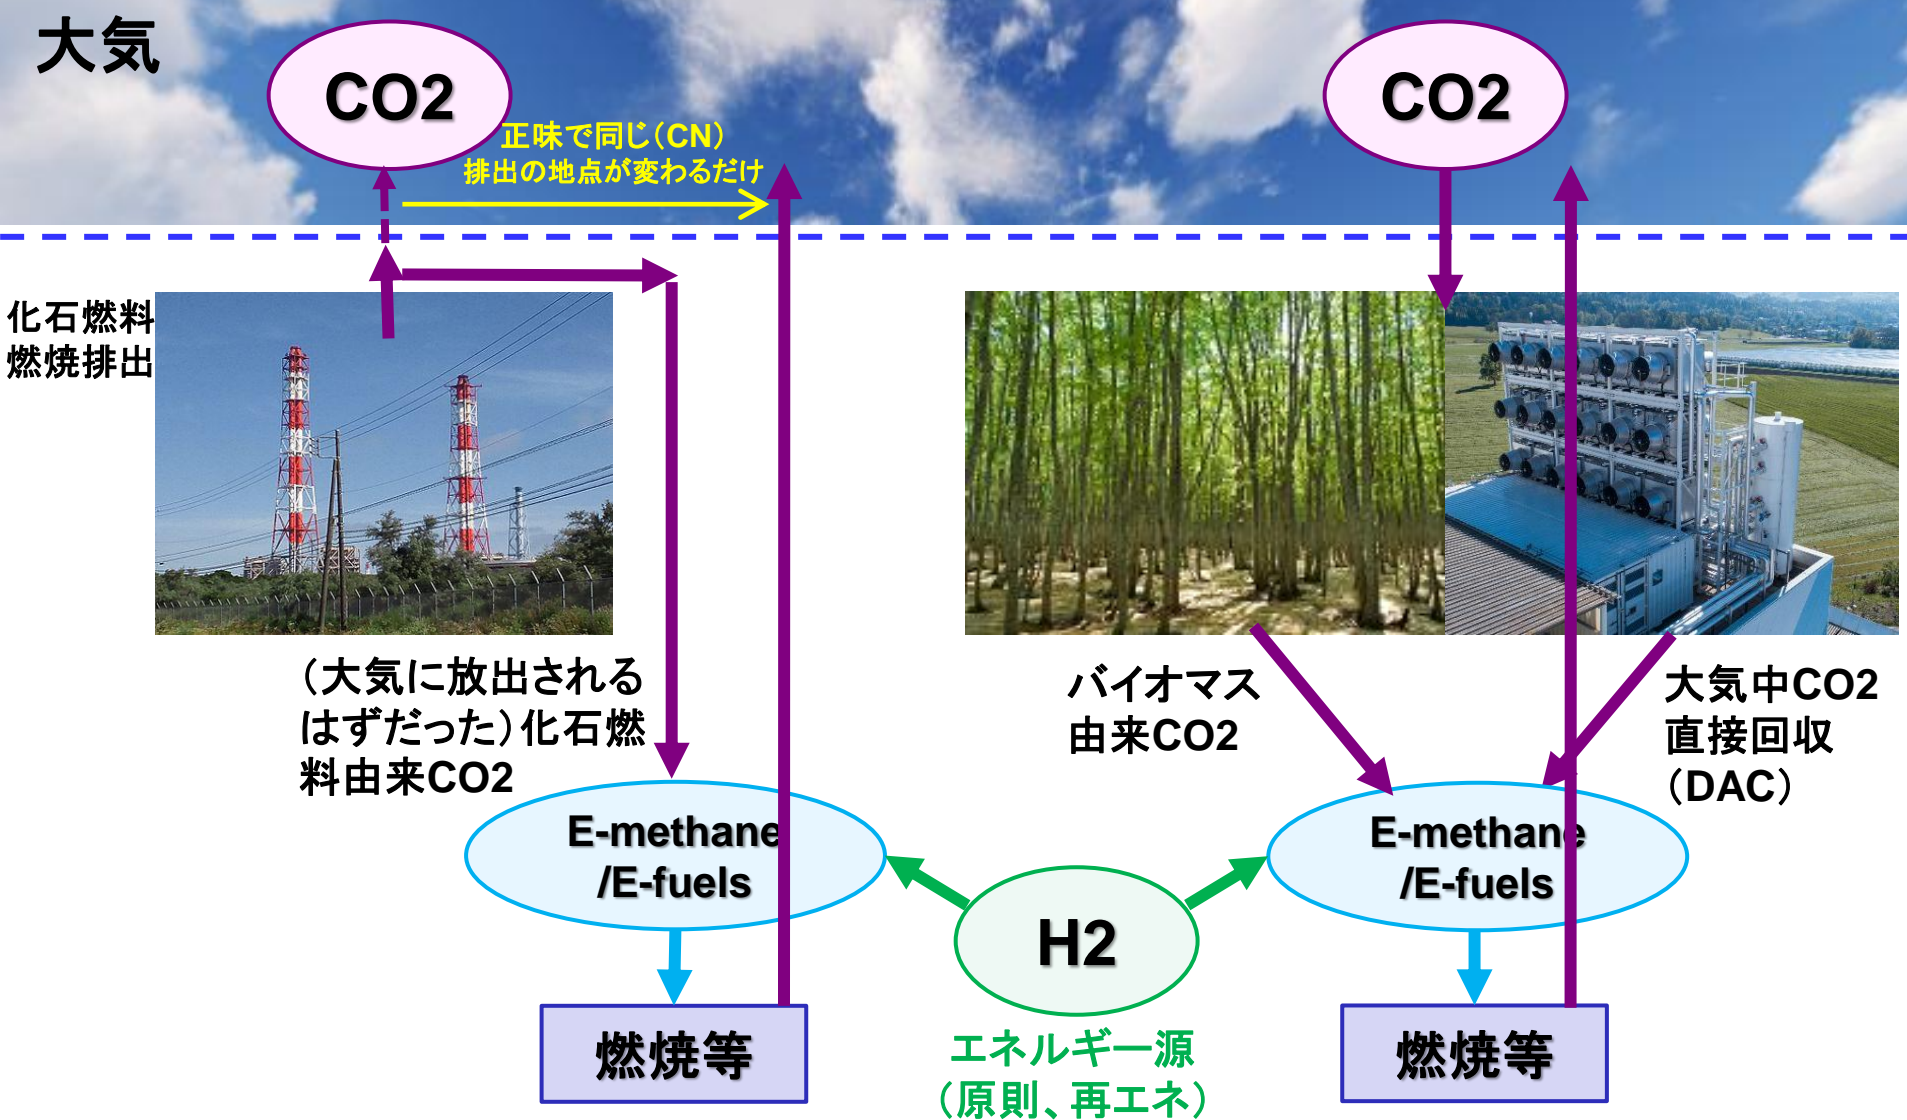 大気
CO2
CO2
正味で同じ（CN）
排出の地点が変わるだけ
化石燃料
燃焼排出
（大気に放出される
はずだった）化石燃
料由来CO2
バイオマス
由来CO2
大気中CO2
直接回収
（DAC）
E-methane
/E-fuels
E-methane
/E-fuels
H2
エネルギー源
（原則、再エネ）
燃焼等
燃焼等